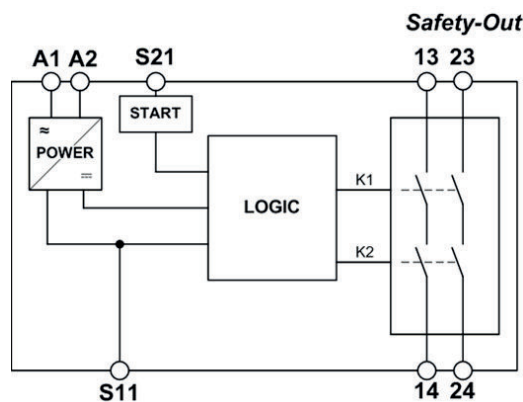 Safety-Out
A1 A2 S21 13 23
START
≈
POWER
⎓
LOGIC
K1
K2
S11 14 24